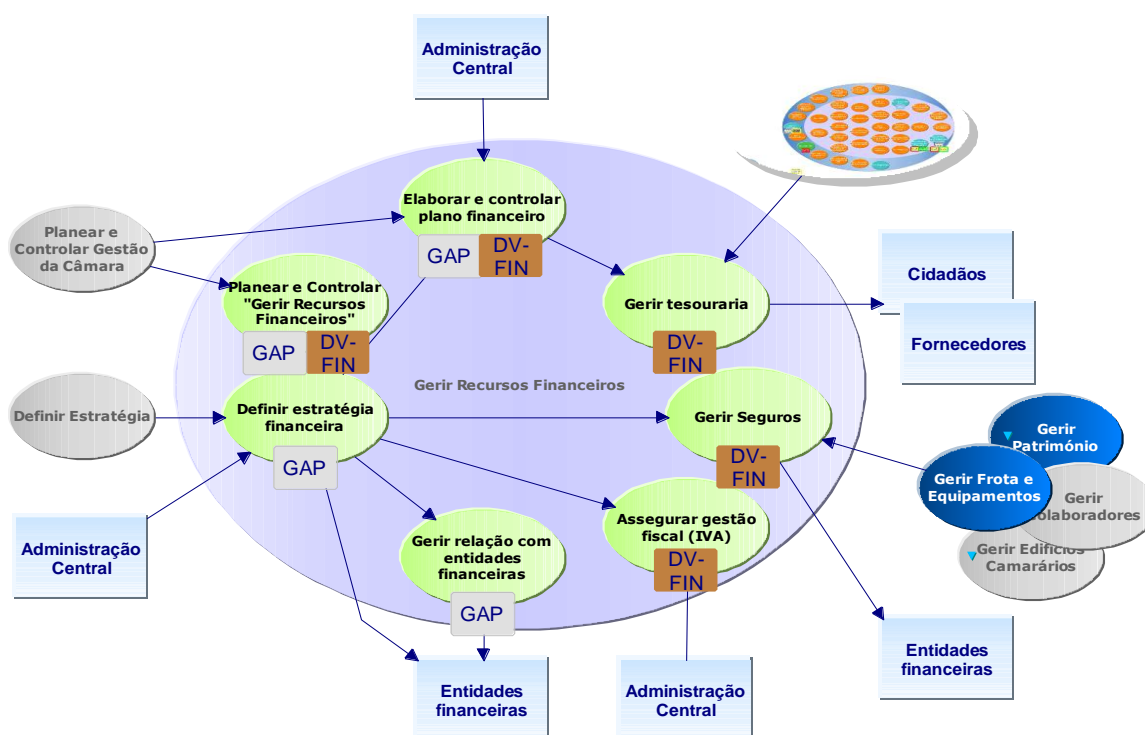 Administração
Central
Elaborar e controlar
plano financeiro
GAP
DV-
FIN
Planear e
Controlar Gestão
da Câmara
Planear e Controlar
"Gerir Recursos
Financeiros"
GAP
DV-
FIN
Gerir tesouraria
DV-
FIN
Cidadãos
Fornecedores
Gerir Recursos Financeiros
Definir Estratégia
Definir estratégia
financeira
GAP
Gerir Seguros
DV-
FIN
Gerir
Património
Gerir Frota e
Equipamentos
Gerir
olaboradores
Gerir Edifícios
Camarários
Administração
Central
Gerir relação com
entidades
financeiras
GAP
Assegurar gestão
fiscal (IVA)
DV-
FIN
Entidades
financeiras
Administração
Central
Entidades
financeiras